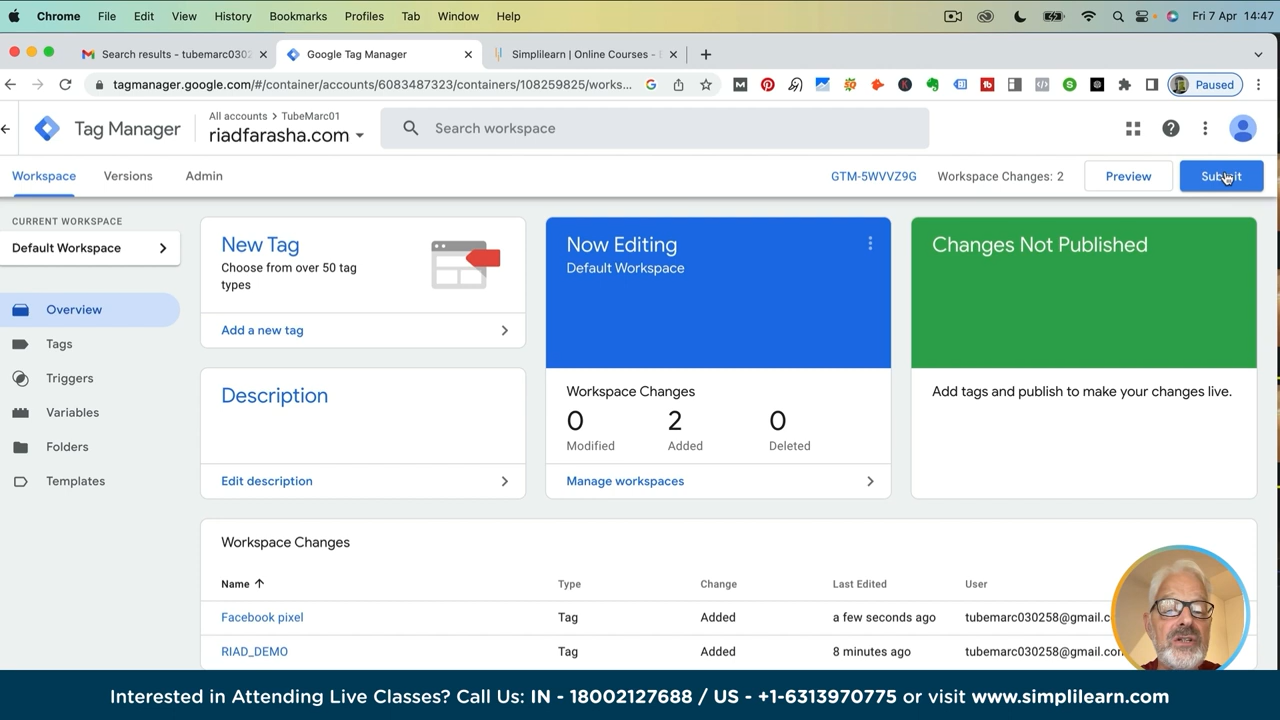 Chrome File Edit View History Bookmarks Profiles Tab Window Help Fri 7 Apr 14:47
Search results - tubemarc030 Google Tag Manager Simplilearn | Online Courses -
tagmanager.google.com/#/container/accounts/6083487323/containers/108259825/works... Paused
Tag Manager
All accounts > TubeMarc01
riadfarasha.com
Search workspace
Workspace Versions Admin GTM-5WVVZ9G Workspace Changes: 2 Preview Submit
CURRENT WORKSPACE
Default Workspace
Overview
Tags
Triggers
Variables
Folders
Templates
New Tag
Choose from over 50 tag
types
Add a new tag
Description
Edit description
Now Editing
Default Workspace
Workspace Changes
0 2 0
Modified Added Deleted
Manage workspaces
Changes Not Published
Add tags and publish to make your changes live.
Workspace Changes
Name Type Change Last Edited User
Facebook pixel Tag Added a few seconds ago tubemarc030258@gmail.c
RIAD_DEMO Tag Added 8 minutes ago tubemarc030258@gmail.con
Interested in Attending Live Classes? Call Us: IN - 18002127688 / US - +1-6313970775 or visit www.simplilearn.com